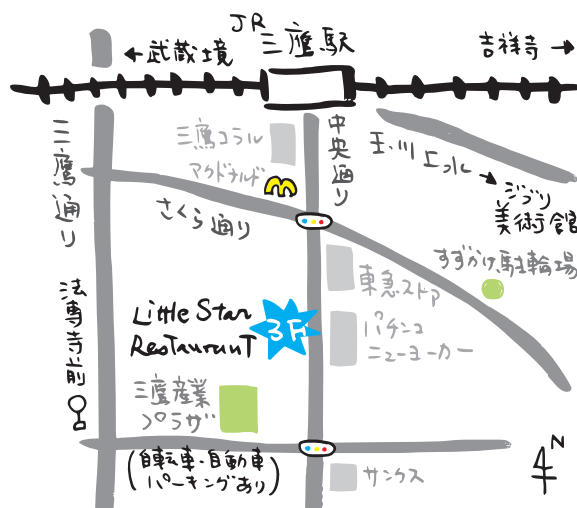 JR 三鷹駅
←武蔵境
吉祥寺→
三鷹通り
三鷹コラル
マクドナルド
中央通り
玉川上水
→ジブリ
美術館
さくら通り
すずかけ駐輪場
東急ストア
法専寺前
Little Star
Restaurant
3F
パチンコ
ニューヨーカー
三鷹産業
プラザ
(自転車・自動車
パーキングあり)
サンクス
N